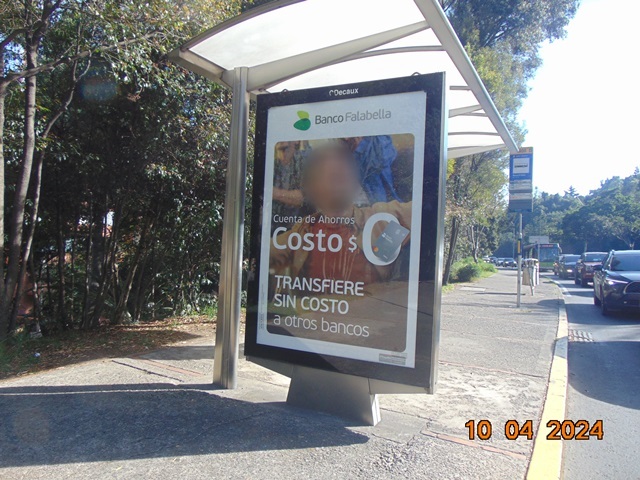 JCDecaux
Banco Falabella
Cuenta de Ahorros
Costo $0
TRANSFIERE
SIN COSTO
a otros bancos
10 04 2024